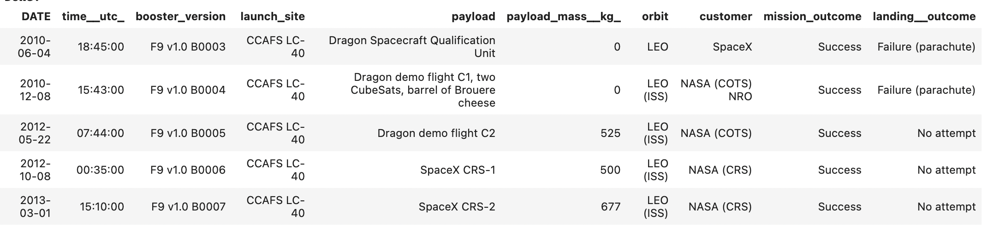 DATE time__utc_ booster_version launch_site payload payload_mass__kg_ orbit customer mission_outcome landing__outcome
2010-06-04 18:45:00 F9 v1.0 B0003 CCAFS LC-40 Dragon Spacecraft Qualification Unit 0 LEO SpaceX Success Failure (parachute)
2010-12-08 15:43:00 F9 v1.0 B0004 CCAFS LC-40 Dragon demo flight C1, two CubeSats, barrel of Brouere cheese 0 LEO (ISS) NASA (COTS) NRO Success Failure (parachute)
2012-05-22 07:44:00 F9 v1.0 B0005 CCAFS LC-40 Dragon demo flight C2 525 LEO (ISS) NASA (COTS) Success No attempt
2012-10-08 00:35:00 F9 v1.0 B0006 CCAFS LC-40 SpaceX CRS-1 500 LEO (ISS) NASA (CRS) Success No attempt
2013-03-01 15:10:00 F9 v1.0 B0007 CCAFS LC-40 SpaceX CRS-2 677 LEO (ISS) NASA (CRS) Success No attempt